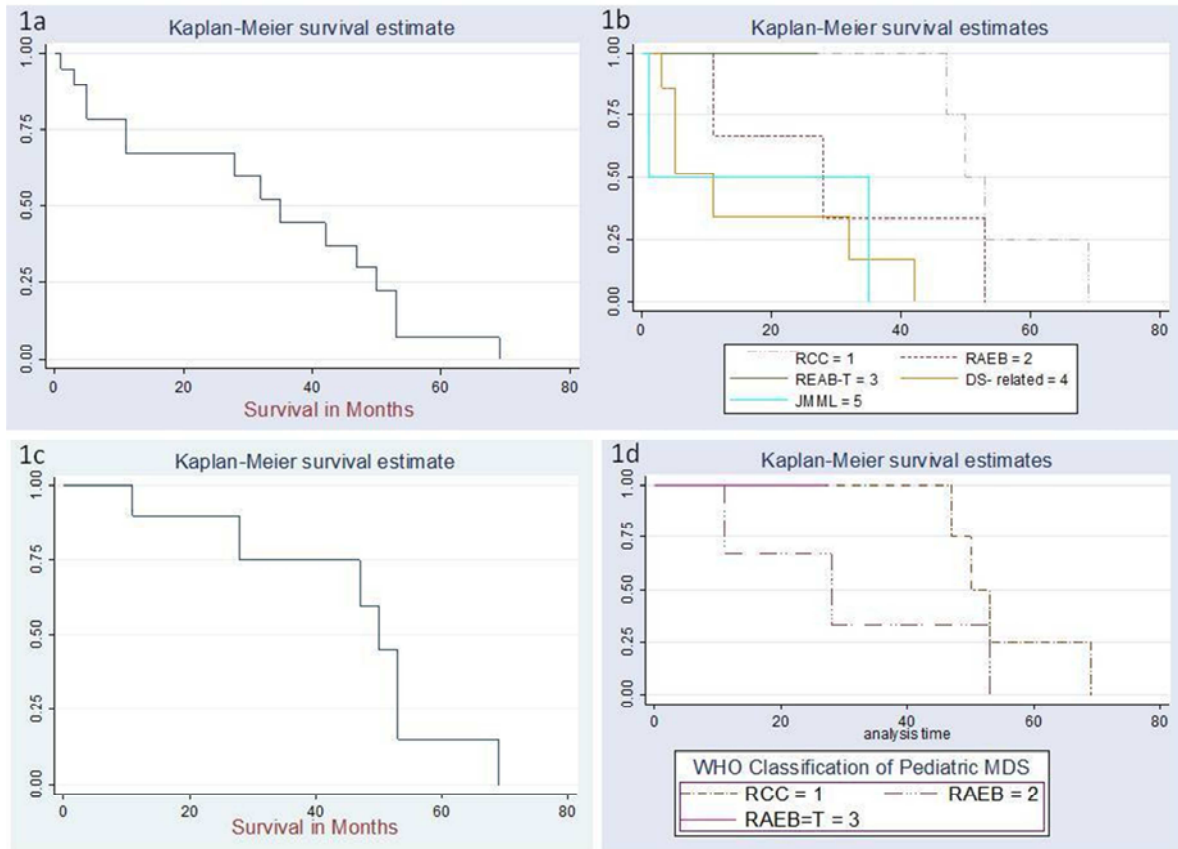 1a
Kaplan-Meier survival estimate
1.00
0.75
0.50
0.25
0.00
0 20 40 60 80
Survival in Months
1b
Kaplan-Meier survival estimates
1.00
0.75
0.50
0.25
0.00
0 20 40 60 80
RCC = 1 RAEB = 2
REAB-T = 3 DS- related = 4
JMML = 5
1c
Kaplan-Meier survival estimate
1.00
0.75
0.50
0.25
0.00
0 20 40 60 80
Survival in Months
1d
Kaplan-Meier survival estimates
1.00
0.75
0.50
0.25
0.00
0 20 40 60 80
analysis time
WHO Classification of Pediatric MDS
RCC = 1 RAEB = 2
RAEB=T = 3